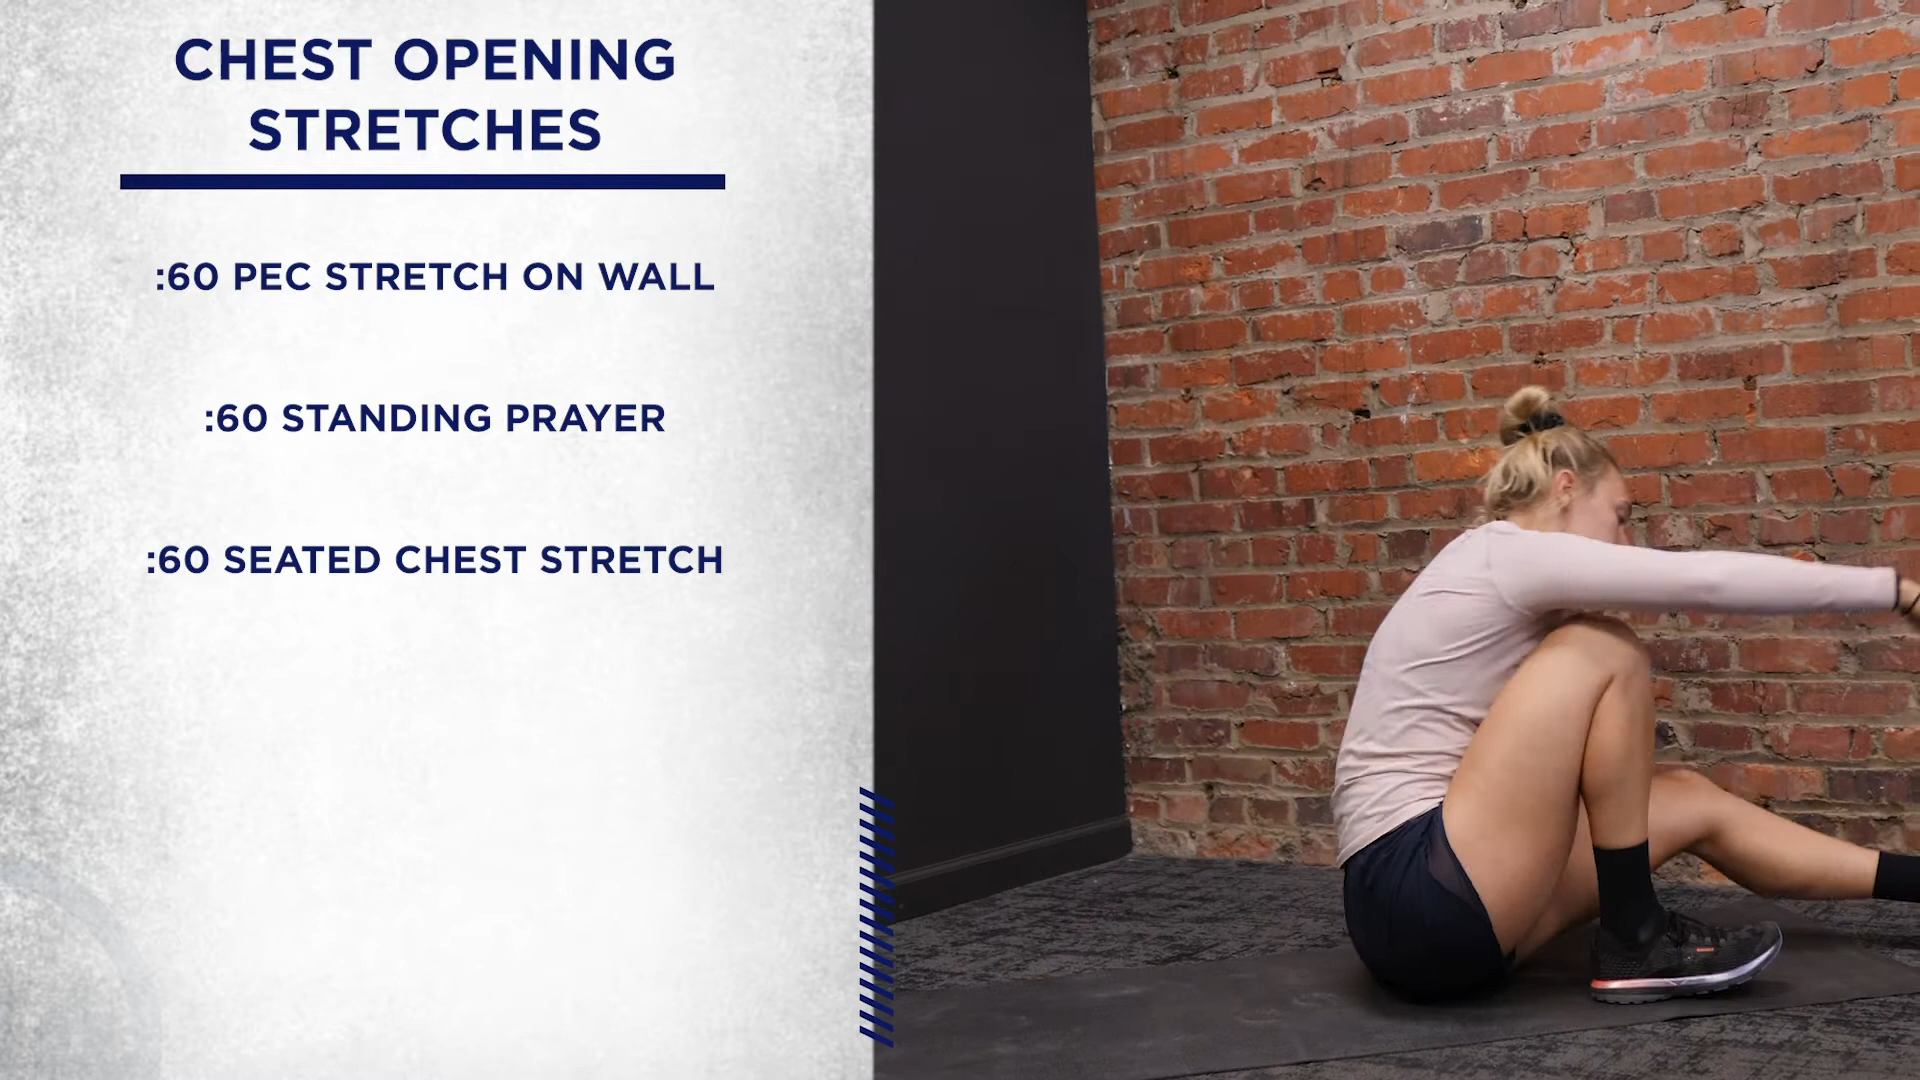 CHEST OPENING
STRETCHES
:60 PEC STRETCH ON WALL
:60 STANDING PRAYER
:60 SEATED CHEST STRETCH